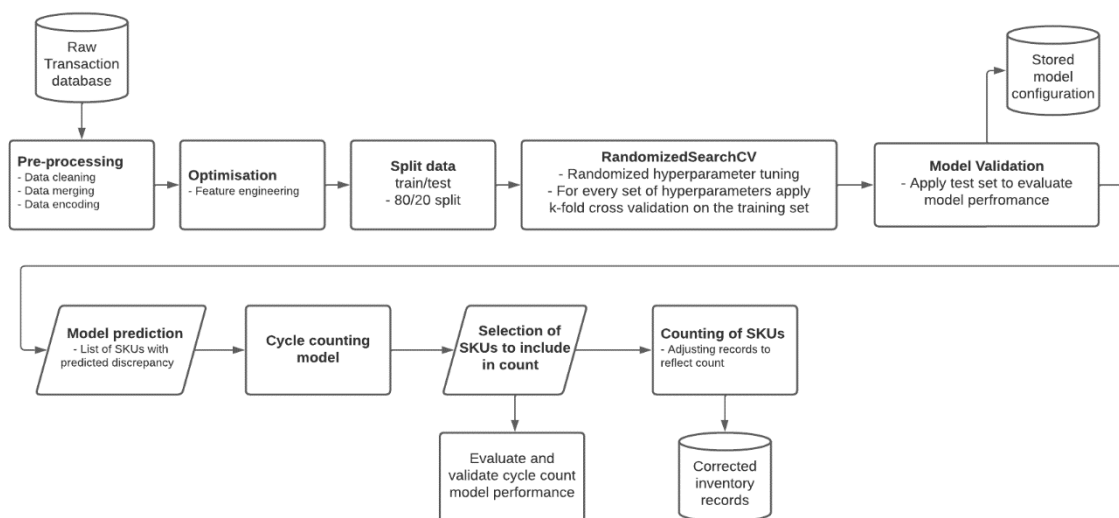 Raw
Transaction
database
Stored
model
configuration
Pre-processing
- Data cleaning
- Data merging
- Data encoding
Optimisation
- Feature engineering
Split data
train/test
- 80/20 split
RandomizedSearchCV
- Randomized hyperparameter tuning
- For every set of hyperparameters apply
k-fold cross validation on the training set
Model Validation
- Apply test set to evaluate
model perfromance
Model prediction
- List of SKUs with
predicted discrepancy
Cycle counting
model
Selection of
SKUs to include
in count
Counting of SKUs
- Adjusting records to
reflect count
Evaluate and
validate cycle count
model performance
Corrected
inventory
records